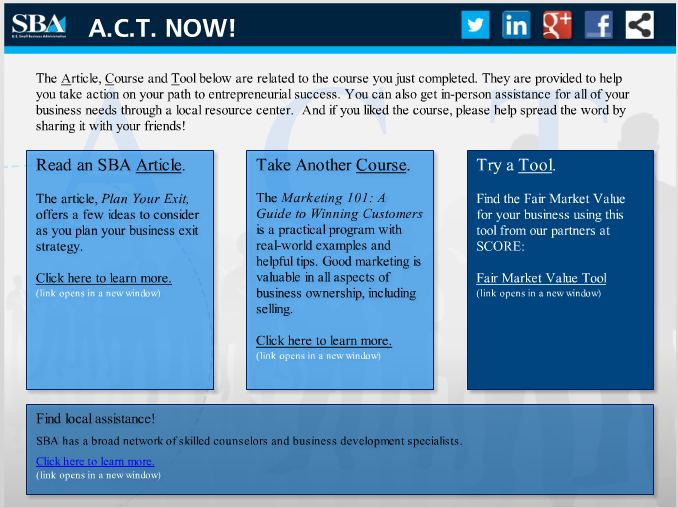 SBA
U.S. Small Business Administration
A.C.T. NOW!
The Article, Course and Tool below are related to the course you just completed. They are provided to help
you take action on your path to entrepreneurial success. You can also get in-person assistance for all of your
business needs through a local resource center. And if you liked the course, please help spread the word by
sharing it with your friends!
Read an SBA Article.
The article, Plan Your Exit,
offers a few ideas to consider
as you plan your business exit
strategy.
Click here to learn more.
(link opens in a new window)
Take Another Course.
The Marketing 101: A
Guide to Winning Customers
is a practical program with
real-world examples and
helpful tips. Good marketing is
valuable in all aspects of
business ownership, including
selling.
Click here to learn more.
(link opens in a new window)
Try a Tool.
Find the Fair Market Value
for your business using this
tool from our partners at
SCORE:
Fair Market Value Tool
(link opens in a new window)
Find local assistance!
SBA has a broad network of skilled counselors and business development specialists.
Click here to learn more.
(link opens in a new window)